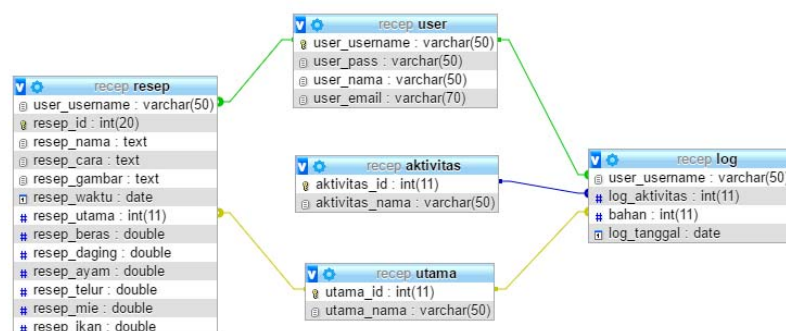 recep user
user_username : varchar(50)
user_pass : varchar(50)
user_nama : varchar(50)
user_email : varchar(70)
recep resep
user_username : varchar(50)
resep_id : int(20)
resep_nama : text
resep_cara : text
resep_gambar : text
resep_waktu : date
resep_utama : int(11)
resep_beras : double
resep_daging : double
resep_ayam : double
resep_telur : double
resep_mie : double
resep_ikan : double
recep aktivitas
aktivitas_id : int(11)
aktivitas_nama : varchar(50)
recep utama
utama_id : int(11)
utama_nama : varchar(50)
recep log
user_username : varchar(50)
log_aktivitas : int(11)
bahan : int(11)
log_tanggal : date